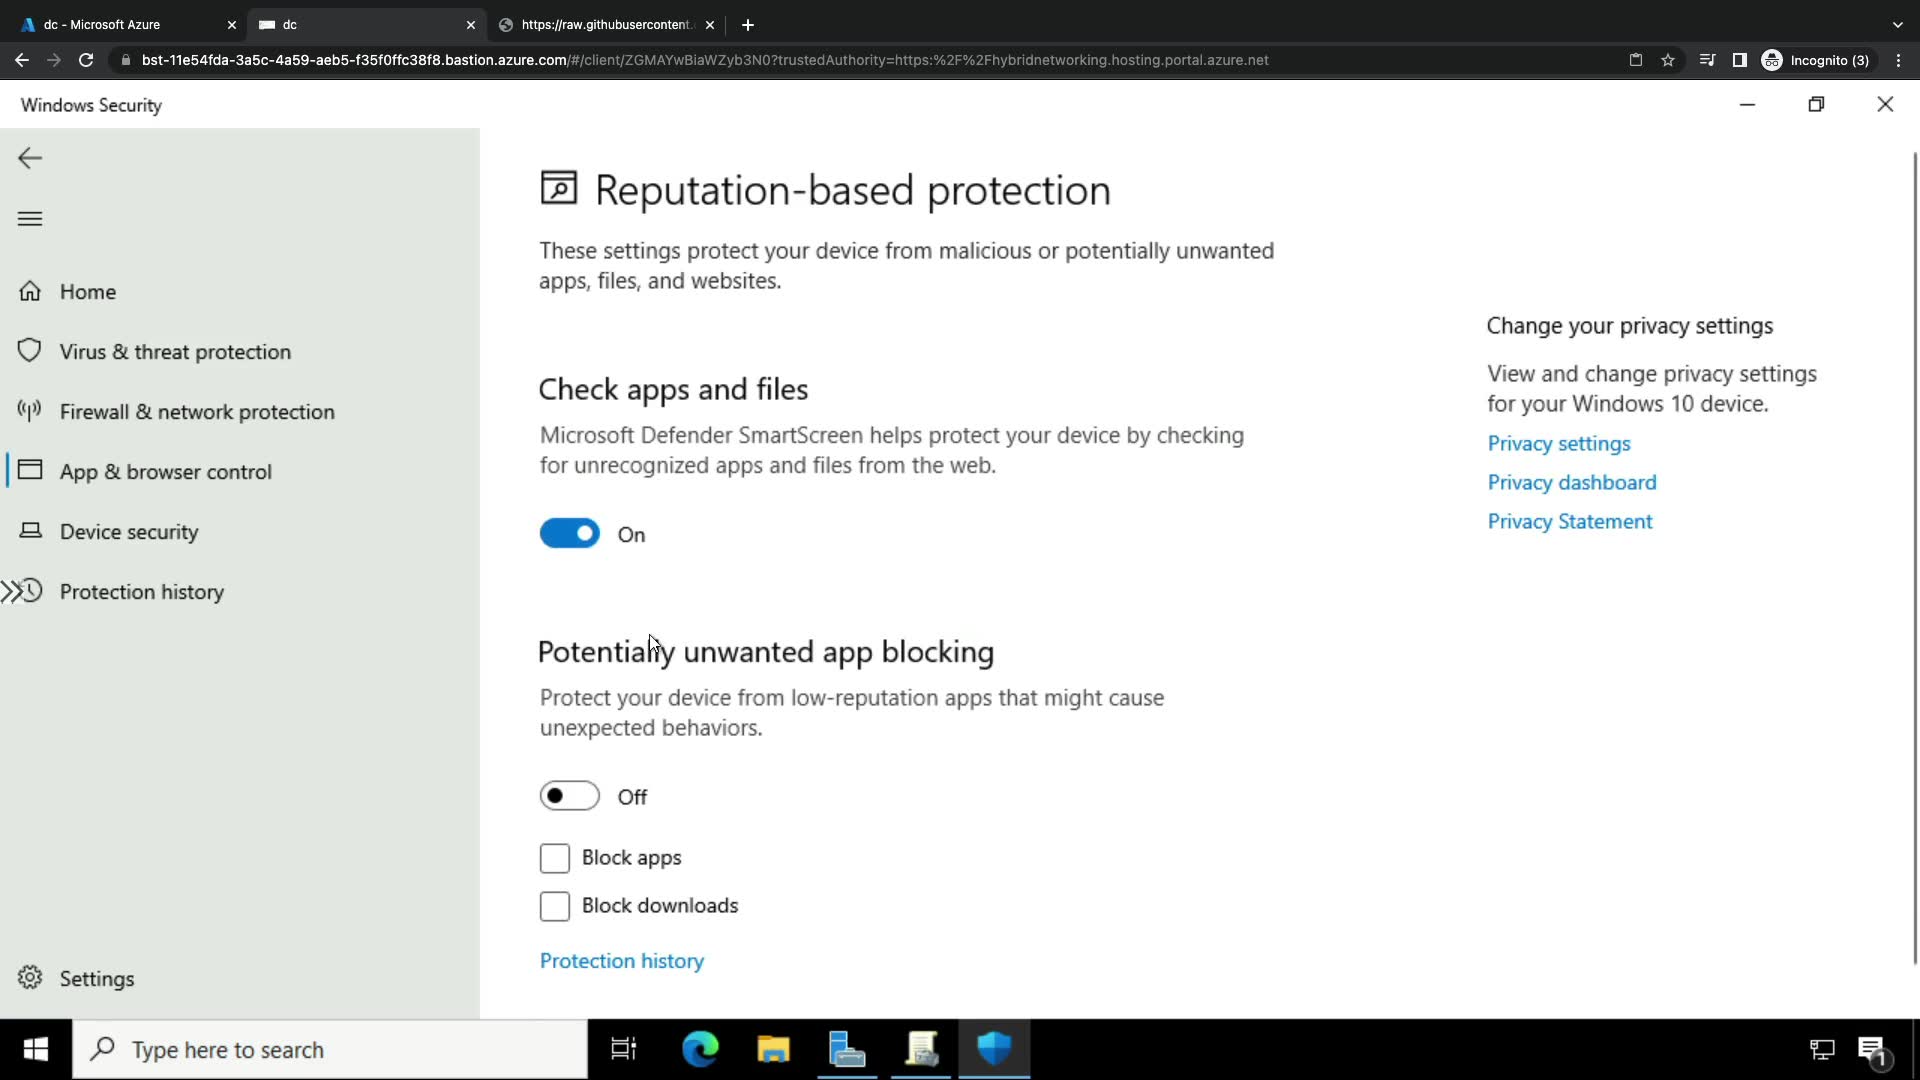 dc - Microsoft Azure
dc
https://raw.githubusercontent.
bst-11e54fda-3a5c-4a59-aeb5-f35f0ffc38f8.bastion.azure.com/#/client/ZGMAYwBiaWZyb3N0?trustedAuthority=https:%2F%2Fhybridnetworking.hosting.portal.azure.net
Incognito (3)
Windows Security
Home
Virus & threat protection
Firewall & network protection
App & browser control
Device security
Protection history
Settings
Reputation-based protection
These settings protect your device from malicious or potentially unwanted
apps, files, and websites.
Check apps and files
Microsoft Defender SmartScreen helps protect your device by checking
for unrecognized apps and files from the web.
On
Potentially unwanted app blocking
Protect your device from low-reputation apps that might cause
unexpected behaviors.
Off
Block apps
Block downloads
Protection history
Change your privacy settings
View and change privacy settings
for your Windows 10 device.
Privacy settings
Privacy dashboard
Privacy Statement
Type here to search
1